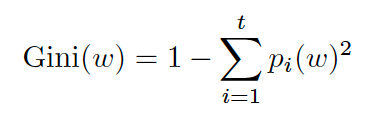 Gini(w) = 1 − ∑_{i=1}^{t} p_i(w)^2